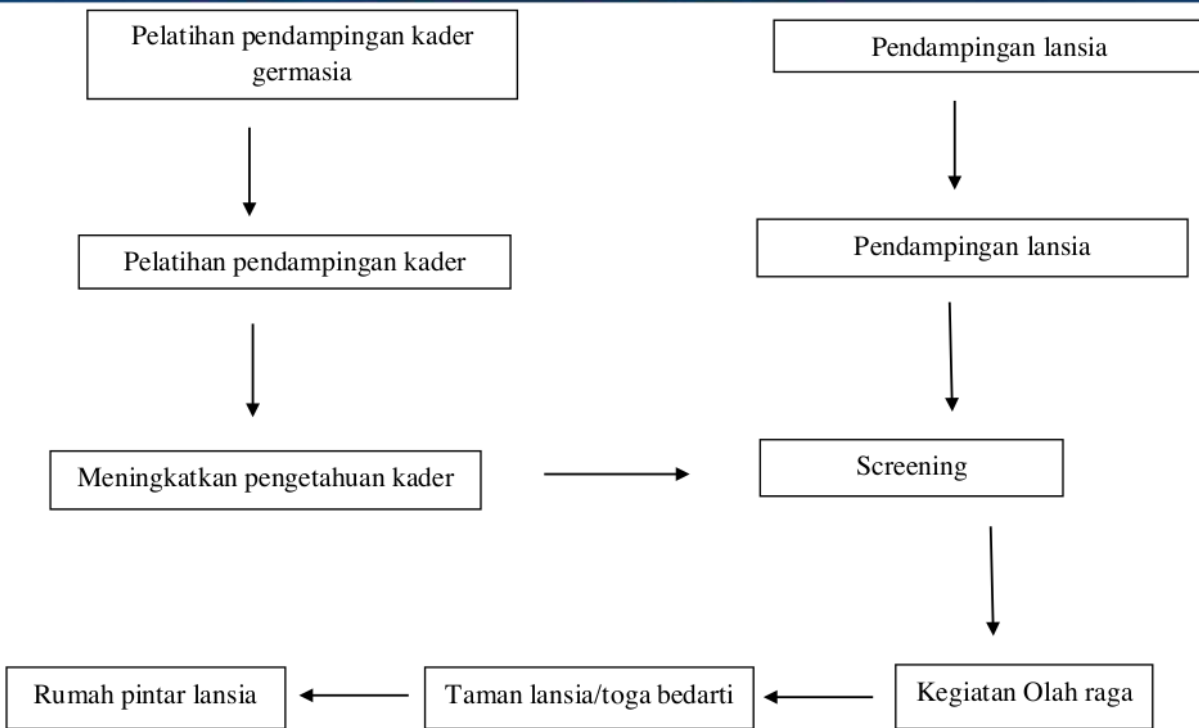 Pelatihan pendampingan kader
germasia
Pendampingan lansia
Pelatihan pendampingan kader
Pendampingan lansia
Meningkatkan pengetahuan kader
Screening
Rumah pintar lansia
Taman lansia/toga bedarti
Kegiatan Olah raga